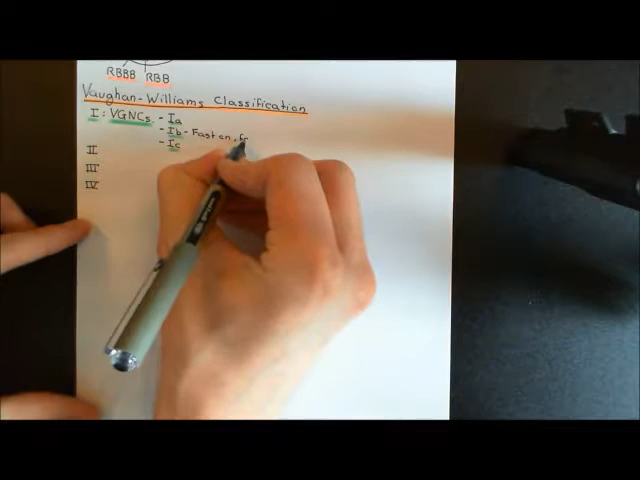 RBBB RBB
Vaughan-Williams Classification
I: VGNCs - Ia
- Ib - Fast on,
- Ic
II
III
IV